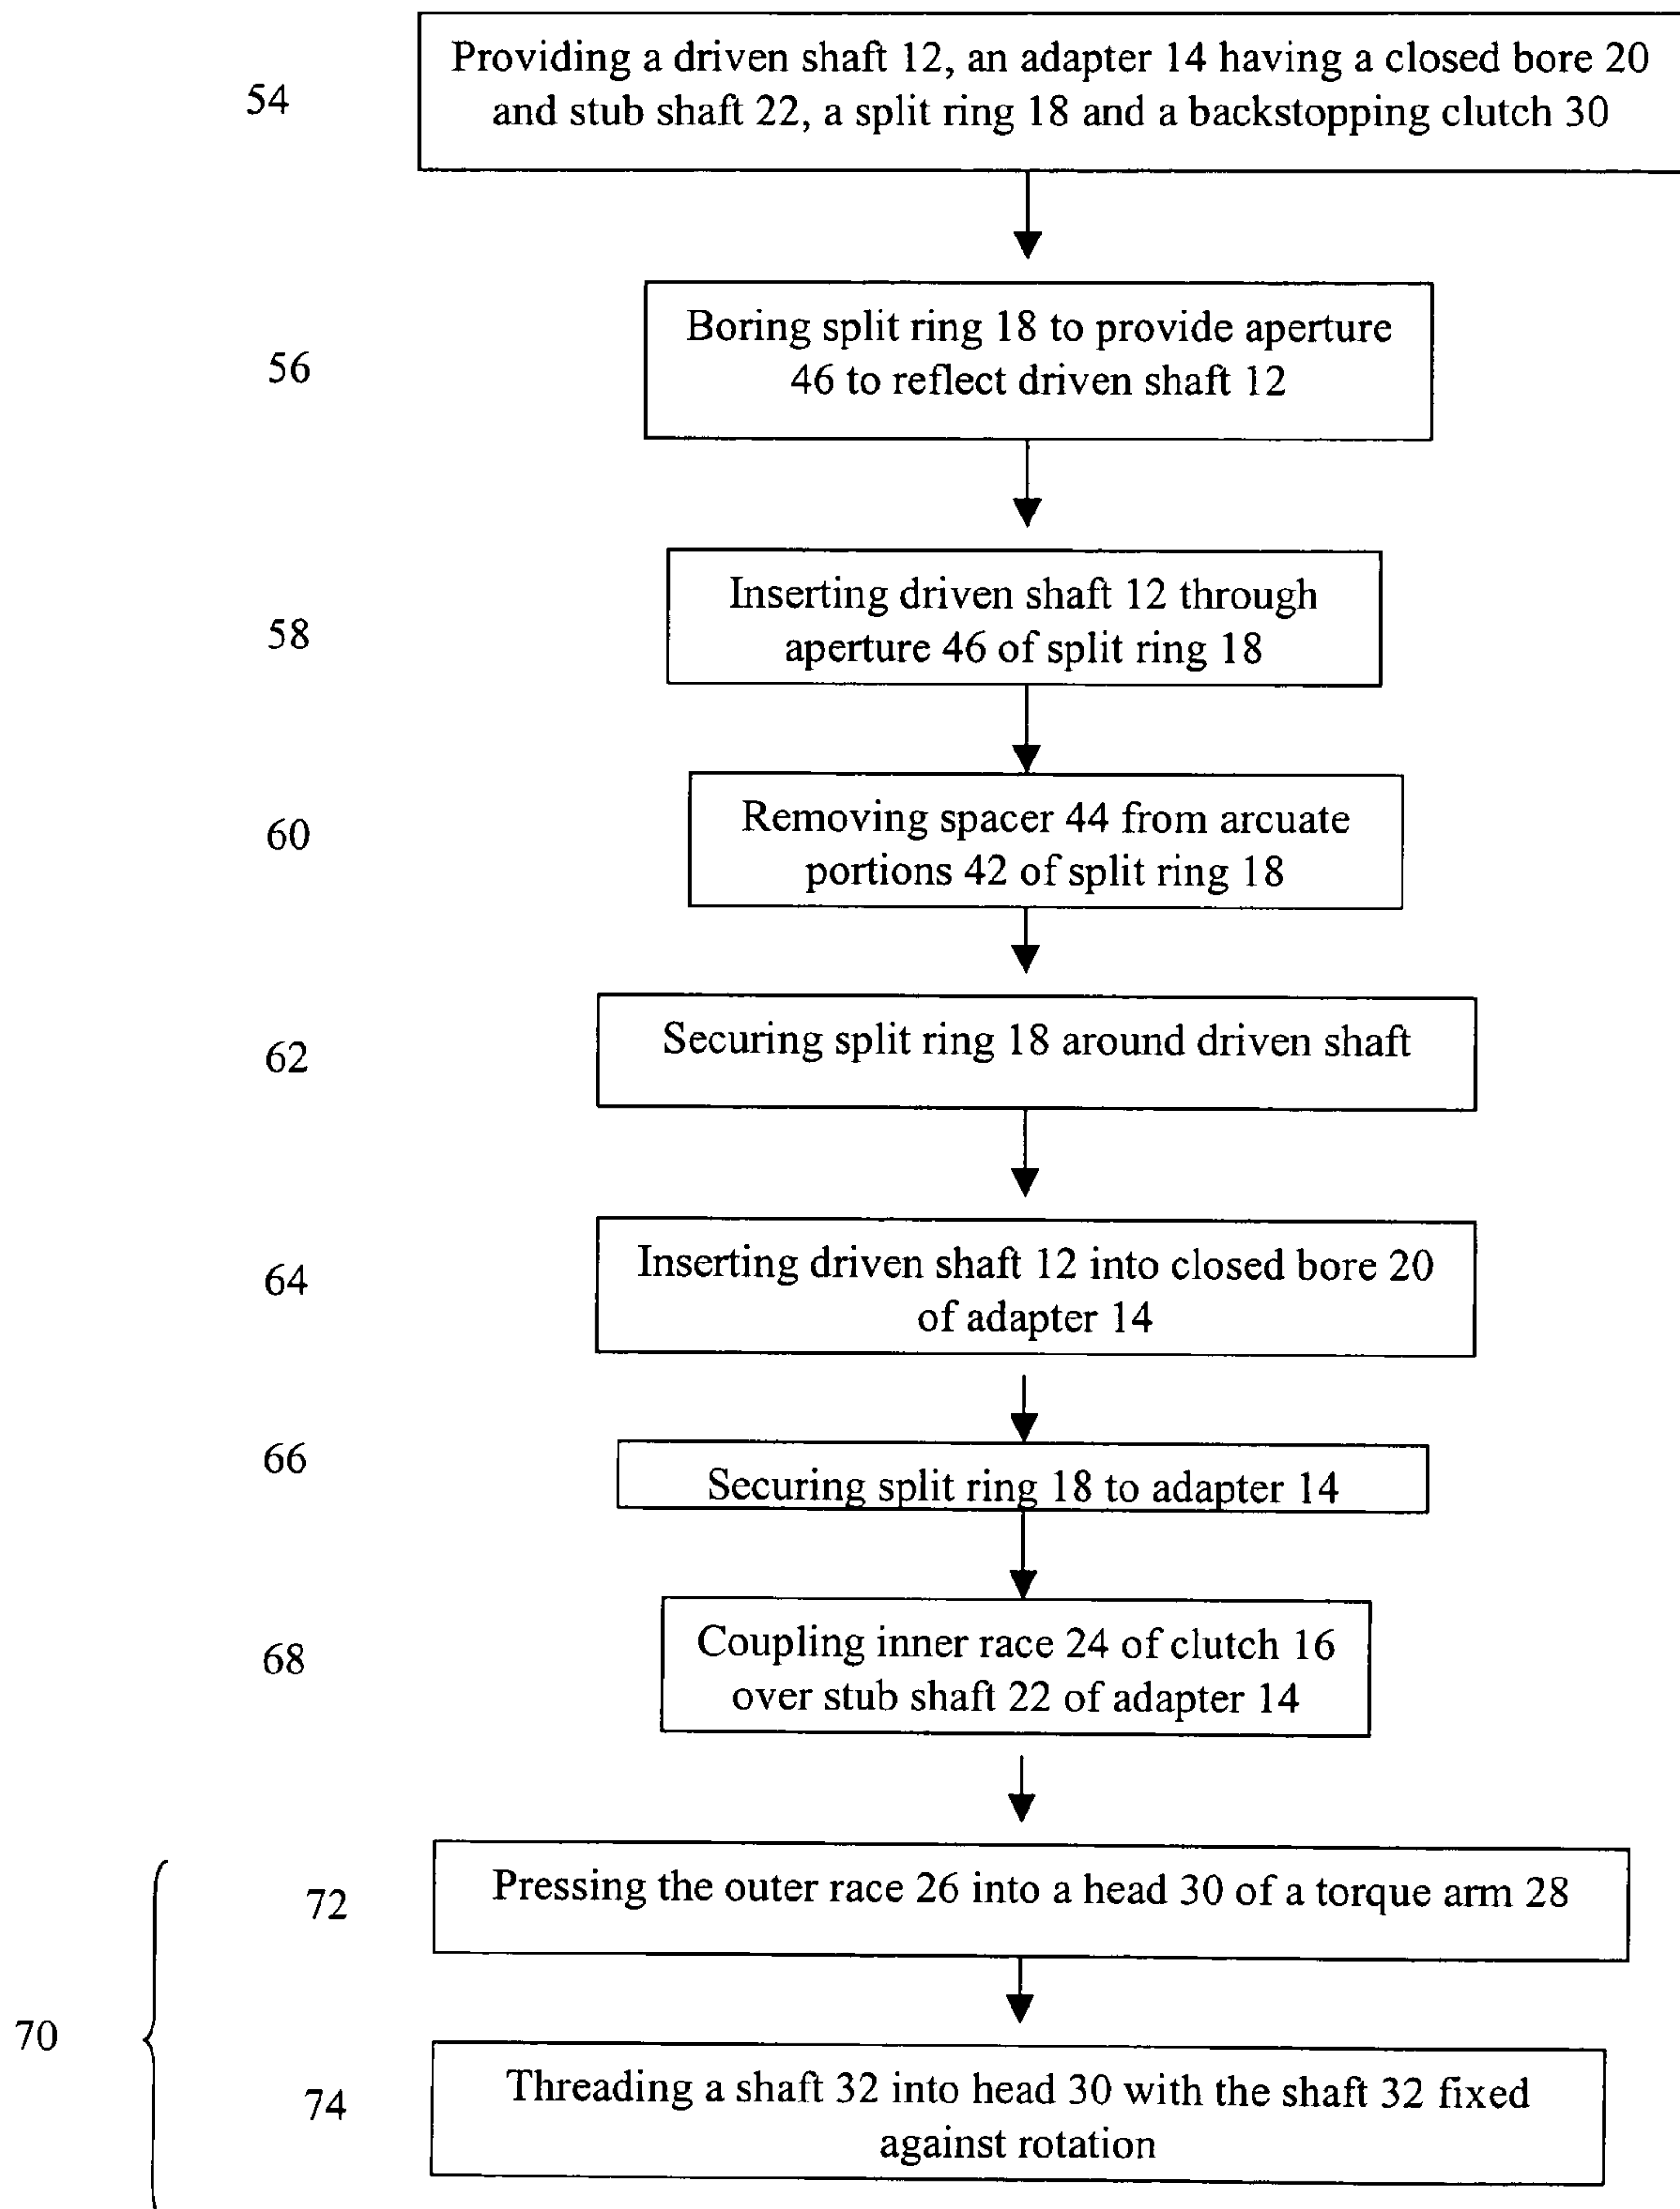 54
Providing a driven shaft 12, an adapter 14 having a closed bore 20
and stub shaft 22, a split ring 18 and a backstopping clutch 30
56
Boring split ring 18 to provide aperture
46 to reflect driven shaft 12
58
Inserting driven shaft 12 through
aperture 46 of split ring 18
60
Removing spacer 44 from arcuate
portions 42 of split ring 18
62
Securing split ring 18 around driven shaft
64
Inserting driven shaft 12 into closed bore 20
of adapter 14
66
Securing split ring 18 to adapter 14
68
Coupling inner race 24 of clutch 16
over stub shaft 22 of adapter 14
70
72
Pressing the outer race 26 into a head 30 of a torque arm 28
74
Threading a shaft 32 into head 30 with the shaft 32 fixed
against rotation